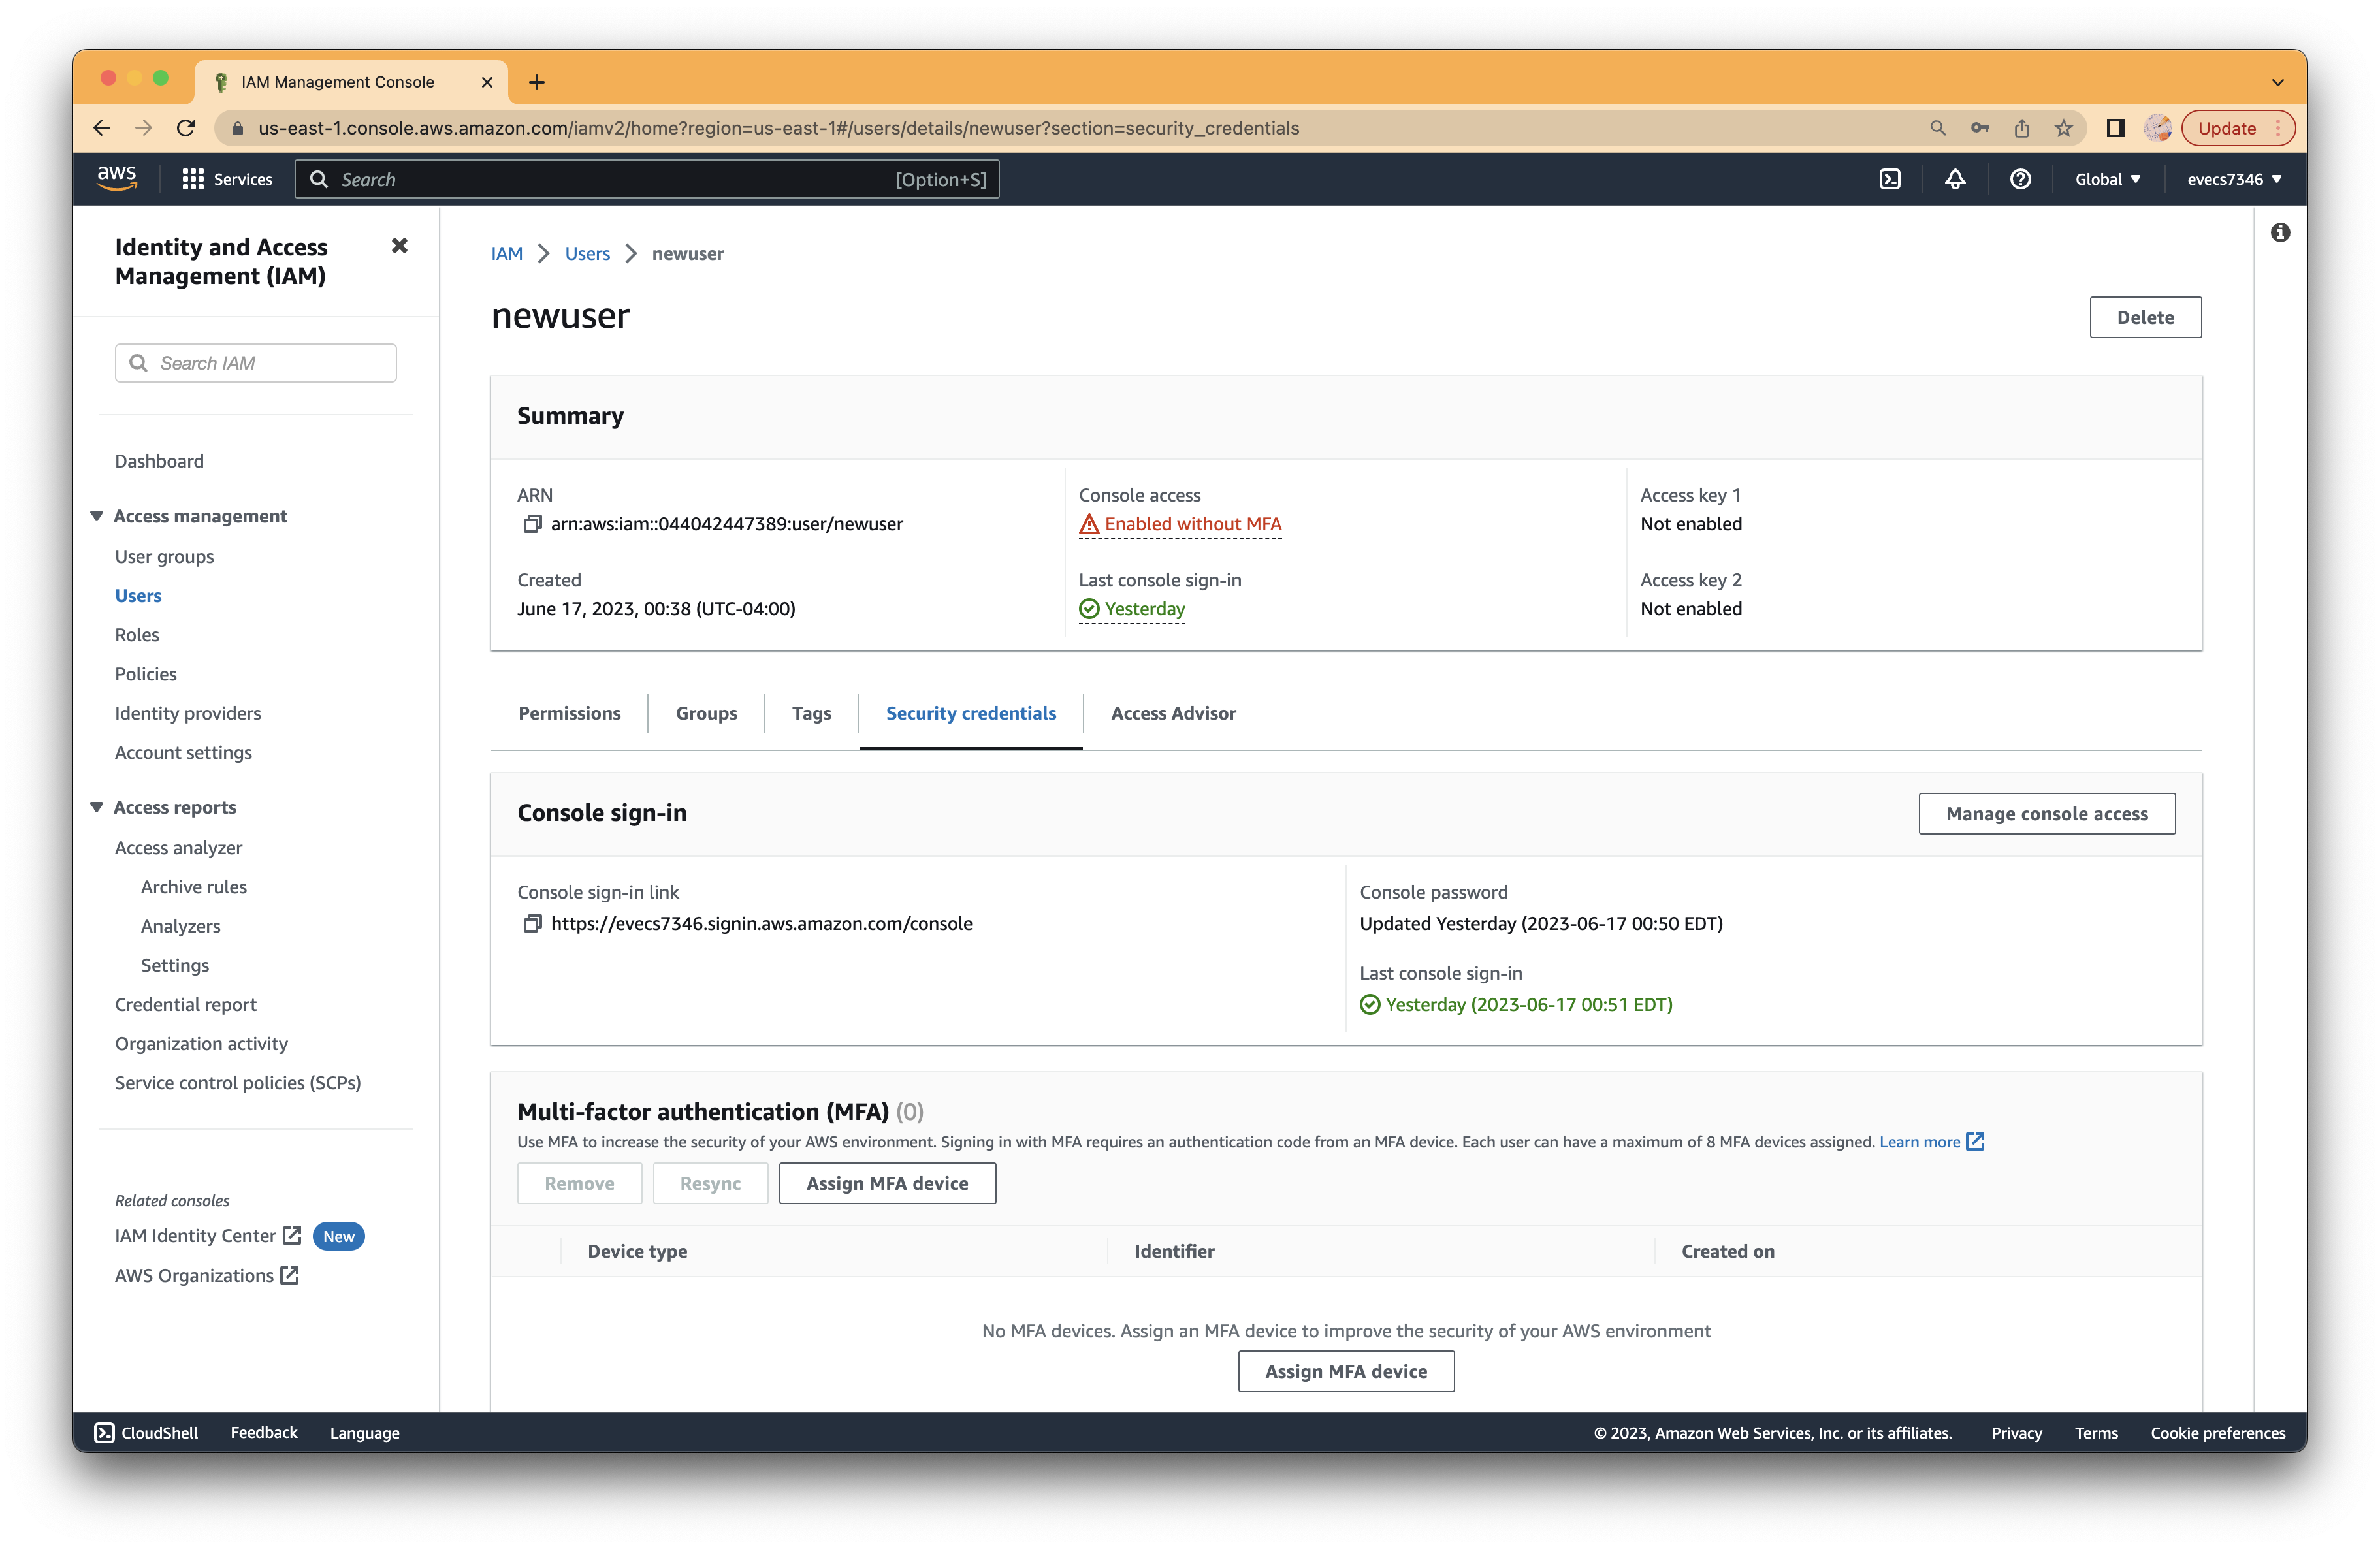 IAM Management Console
us-east-1.console.aws.amazon.com/iamv2/home?region=us-east-1#/users/details/newuser?section=security_credentials
Update
aws
Services
Search
[Option+S]
Global
evecs7346
Identity and Access
Management (IAM)
Search IAM
Dashboard
Access management
User groups
Users
Roles
Policies
Identity providers
Account settings
Access reports
Access analyzer
Archive rules
Analyzers
Settings
Credential report
Organization activity
Service control policies (SCPs)
Related consoles
IAM Identity Center
New
AWS Organizations
IAM
Users
newuser
newuser
Delete
Summary
ARN
arn:aws:iam::044042447389:user/newuser
Created
June 17, 2023, 00:38 (UTC-04:00)
Console access
Enabled without MFA
Last console sign-in
Yesterday
Access key 1
Not enabled
Access key 2
Not enabled
Permissions
Groups
Tags
Security credentials
Access Advisor
Console sign-in
Manage console access
Console sign-in link
https://evecs7346.signin.aws.amazon.com/console
Console password
Updated Yesterday (2023-06-17 00:50 EDT)
Last console sign-in
Yesterday (2023-06-17 00:51 EDT)
Multi-factor authentication (MFA) (0)
Use MFA to increase the security of your AWS environment. Signing in with MFA requires an authentication code from an MFA device. Each user can have a maximum of 8 MFA devices assigned. Learn more
Remove
Resync
Assign MFA device
Device type
Identifier
Created on
No MFA devices. Assign an MFA device to improve the security of your AWS environment
Assign MFA device
CloudShell
Feedback
Language
© 2023, Amazon Web Services, Inc. or its affiliates.
Privacy
Terms
Cookie preferences